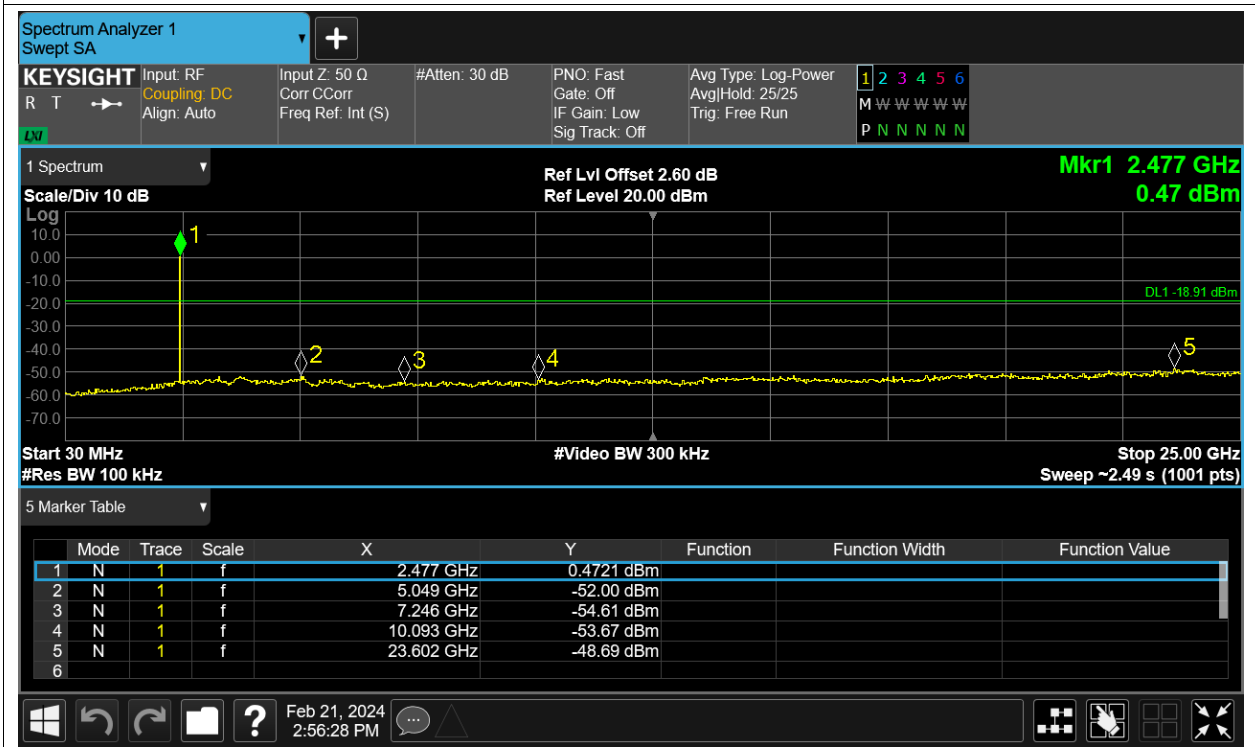 Spectrum Analyzer 1
Swept SA
+
KEYSIGHT Input: RF Input Z: 50 Ω #Atten: 30 dB PNO: Fast Avg Type: Log-Power 1 2 3 4 5 6
R T Coupling: DC Corr CCorr Gate: Off Avg|Hold: 25/25 M W W W W W
Align: Auto Freq Ref: Int (S) IF Gain: Low Trig: Free Run
LXI Sig Track: Off P N N N N N
1 Spectrum Ref Lvl Offset 2.60 dB Mkr1 2.477 GHz
Scale/Div 10 dB Ref Level 20.00 dBm 0.47 dBm
Log
10.0 1
0.00
-10.0
DL1 -18.91 dBm
-20.0
-30.0
-40.0 2 3 4 5
-50.0
-60.0
-70.0
Start 30 MHz #Video BW 300 kHz Stop 25.00 GHz
#Res BW 100 kHz Sweep ~2.49 s (1001 pts)
5 Marker Table
Mode Trace Scale X Y Function Function Width Function Value
1 N 1 f 2.477 GHz 0.4721 dBm
2 N 1 f 5.049 GHz -52.00 dBm
3 N 1 f 7.246 GHz -54.61 dBm
4 N 1 f 10.093 GHz -53.67 dBm
5 N 1 f 23.602 GHz -48.69 dBm
6
? Feb 21, 2024
2:56:28 PM